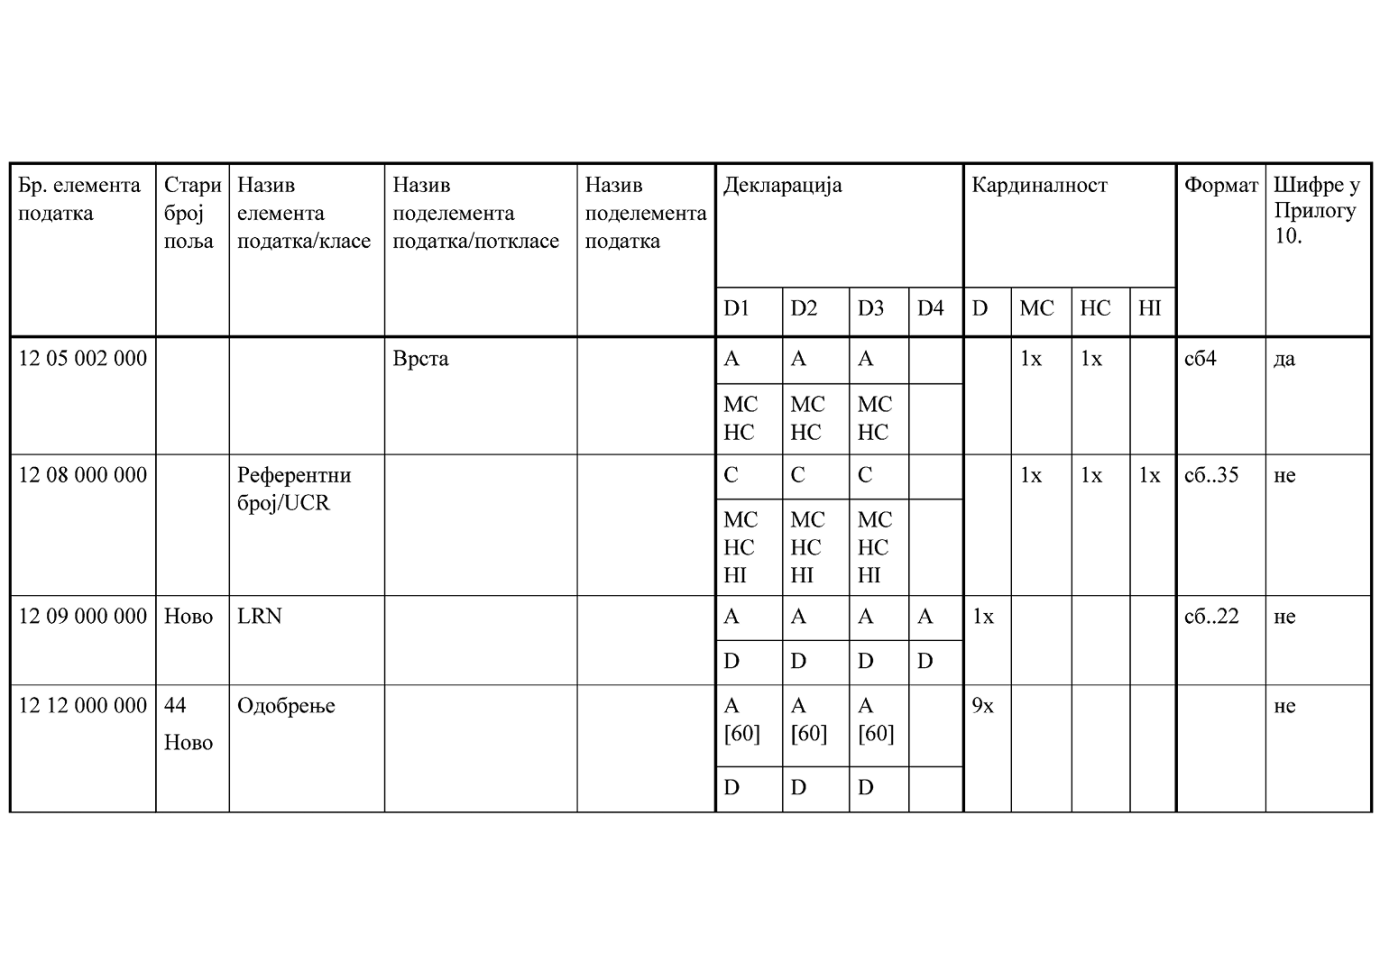 Бр. елемента податка
Стари број поља
Назив елемента податка/класе
Назив поделемента податка/поткласе
Назив поделемента податка
Декларација
Кардиналност
Формат
Шифре у Прилогу 10.
D1 D2 D3 D4 D MC HC HI
12 05 002 000 Врста A A A 1x 1x сб4 да
MC MC MC
HC HC HC
12 08 000 000 Референтни C C C 1x 1x 1x сб..35 не
број/UCR
MC MC MC
HC HC HC
HI HI HI
12 09 000 000 Ново LRN A A A A 1x сб..22 не
D D D D
12 12 000 000 44 Одобрење A A A 9x не
Ново [60] [60] [60]
D D D